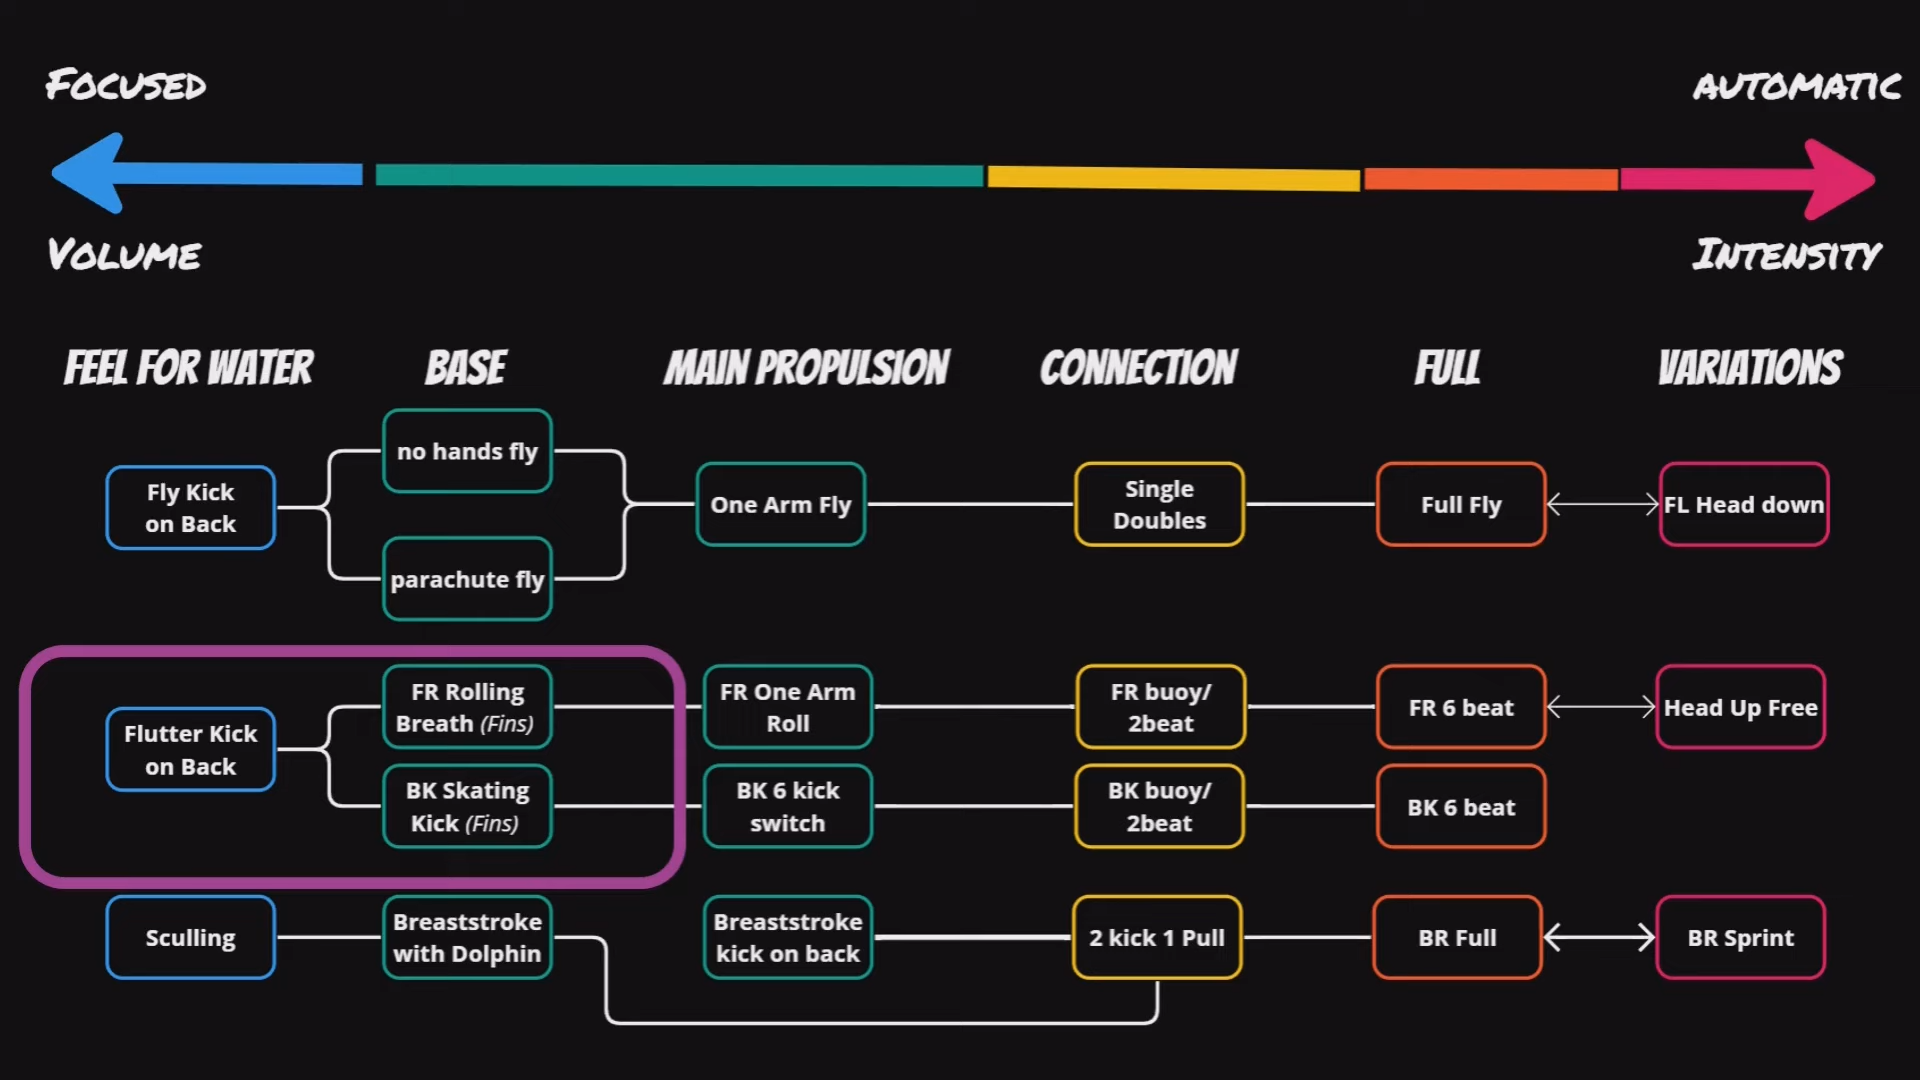 FOCUSED
AUTOMATIC
VOLUME
INTENSITY
FEEL FOR WATER
BASE
MAIN PROPULSION
CONNECTION
FULL
VARIATIONS
Fly Kick
on Back
no hands fly
parachute fly
One Arm Fly
Single
Doubles
Full Fly
FL Head down
Flutter Kick
on Back
FR Rolling
Breath (Fins)
FR One Arm
Roll
FR buoy/
2beat
FR 6 beat
Head Up Free
BK Skating
Kick (Fins)
BK 6 kick
switch
BK buoy/
2beat
BK 6 beat
Sculling
Breaststroke
with Dolphin
Breaststroke
kick on back
2 kick 1 Pull
BR Full
BR Sprint